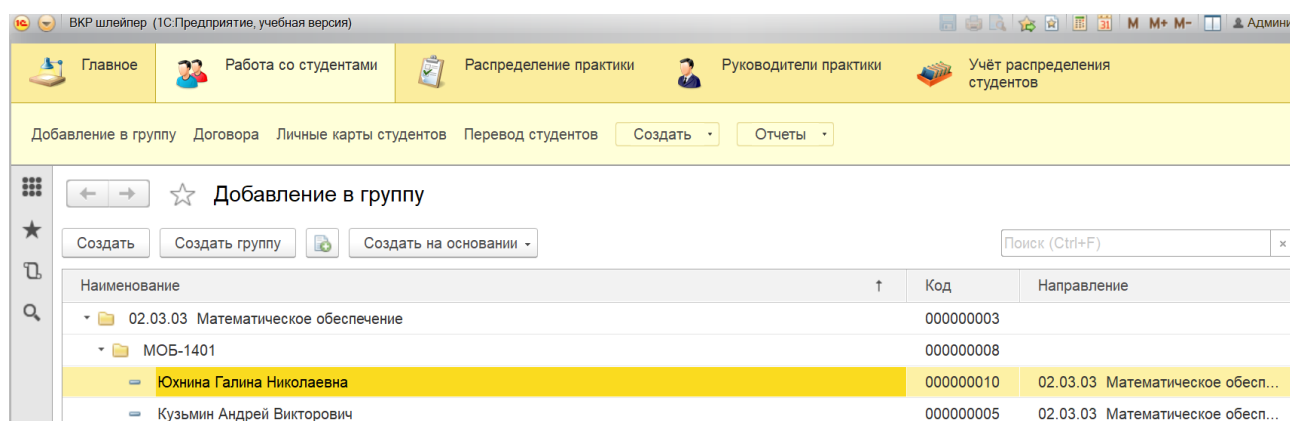 1С ВКР шлейпер (1С:Предприятие, учебная версия) 31 M M+ M- Админи
Главное Работа со студентами Распределение практики Руководители практики Учёт распределения
студентов
Добавление в группу Договора Личные карты студентов Перевод студентов Создать Отчеты
Добавление в группу
Создать Создать группу Создать на основании Поиск (Ctrl+F) ×
Наименование ↑ Код Направление
02.03.03 Математическое обеспечение 000000003
МОБ-1401 000000008
Юхнина Галина Николаевна 000000010 02.03.03 Математическое обесп...
Кузьмин Андрей Викторович 000000005 02.03.03 Математическое обесп...